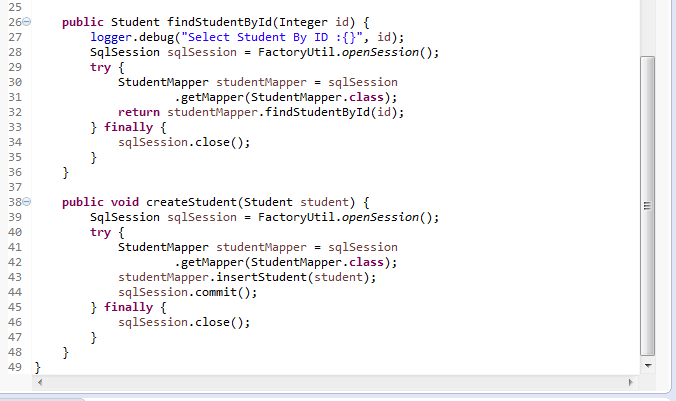 25
26 public Student findStudentById(Integer id) {
27 logger.debug("Select Student By ID :{}", id);
28 SqlSession sqlSession = FactoryUtil.openSession();
29 try {
30 StudentMapper studentMapper = sqlSession
31 .getMapper(StudentMapper.class);
32 return studentMapper.findStudentById(id);
33 } finally {
34 sqlSession.close();
35 }
36 }
37
38 public void createStudent(Student student) {
39 SqlSession sqlSession = FactoryUtil.openSession();
40 try {
41 StudentMapper studentMapper = sqlSession
42 .getMapper(StudentMapper.class);
43 studentMapper.insertStudent(student);
44 sqlSession.commit();
45 } finally {
46 sqlSession.close();
47 }
48 }
49 }